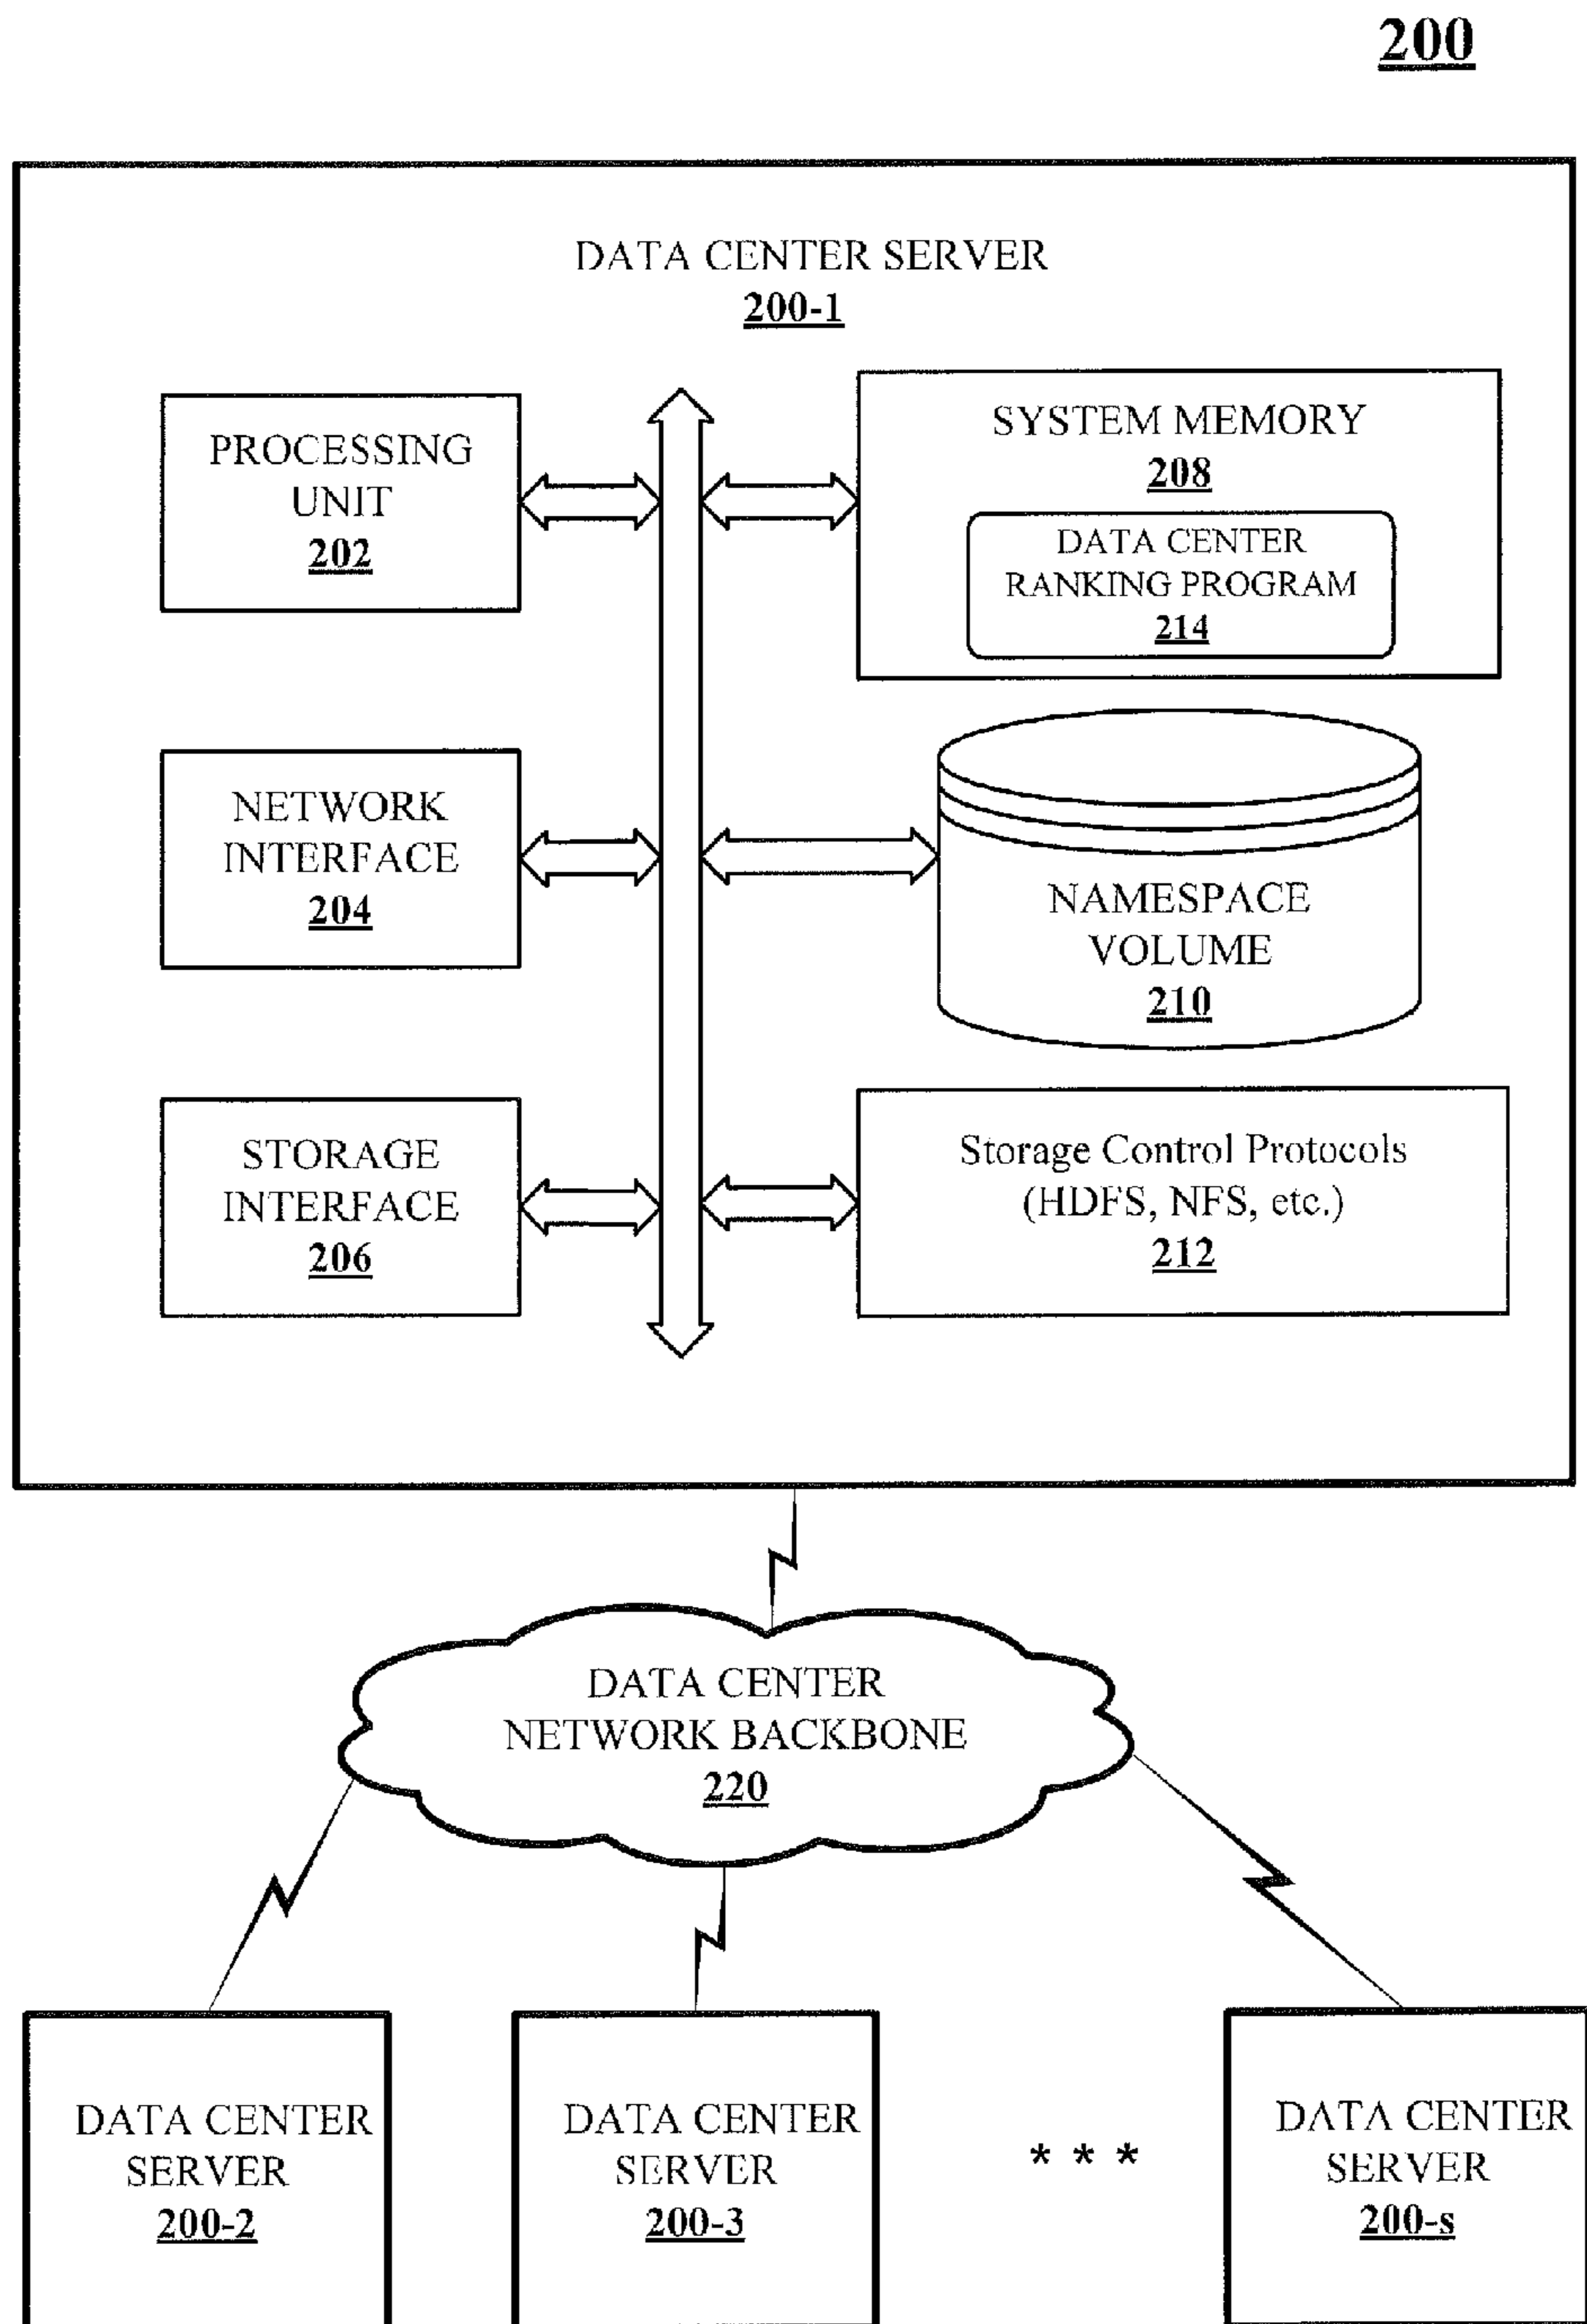 200
DATA CENTER SERVER
200-1
PROCESSING
UNIT
202
SYSTEM MEMORY
208
DATA CENTER
RANKING PROGRAM
214
NETWORK
INTERFACE
204
NAMESPACE
VOLUME
210
STORAGE
INTERFACE
206
Storage Control Protocols
(HDFS, NFS, etc.)
212
DATA CENTER
NETWORK BACKBONE
220
DATA CENTER
SERVER
200-2
DATA CENTER
SERVER
200-3
* * *
DATA CENTER
SERVER
200-s